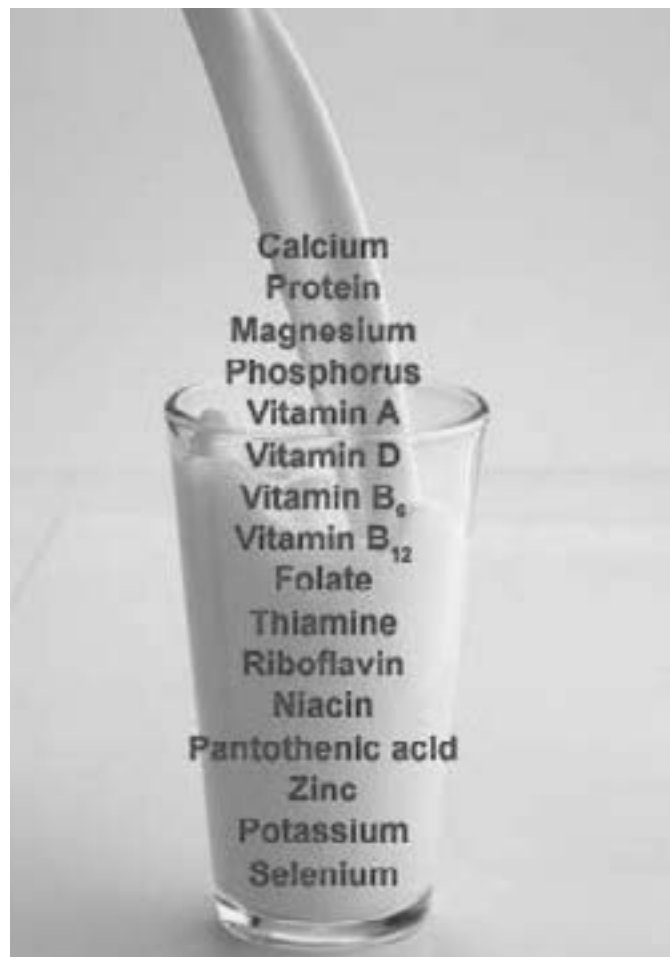 Calcium
Protein
Magnesium
Phosphorus
Vitamin A
Vitamin D
Vitamin B₆
Vitamin B₁₂
Folate
Thiamine
Riboflavin
Niacin
Pantothenic acid
Zinc
Potassium
Selenium